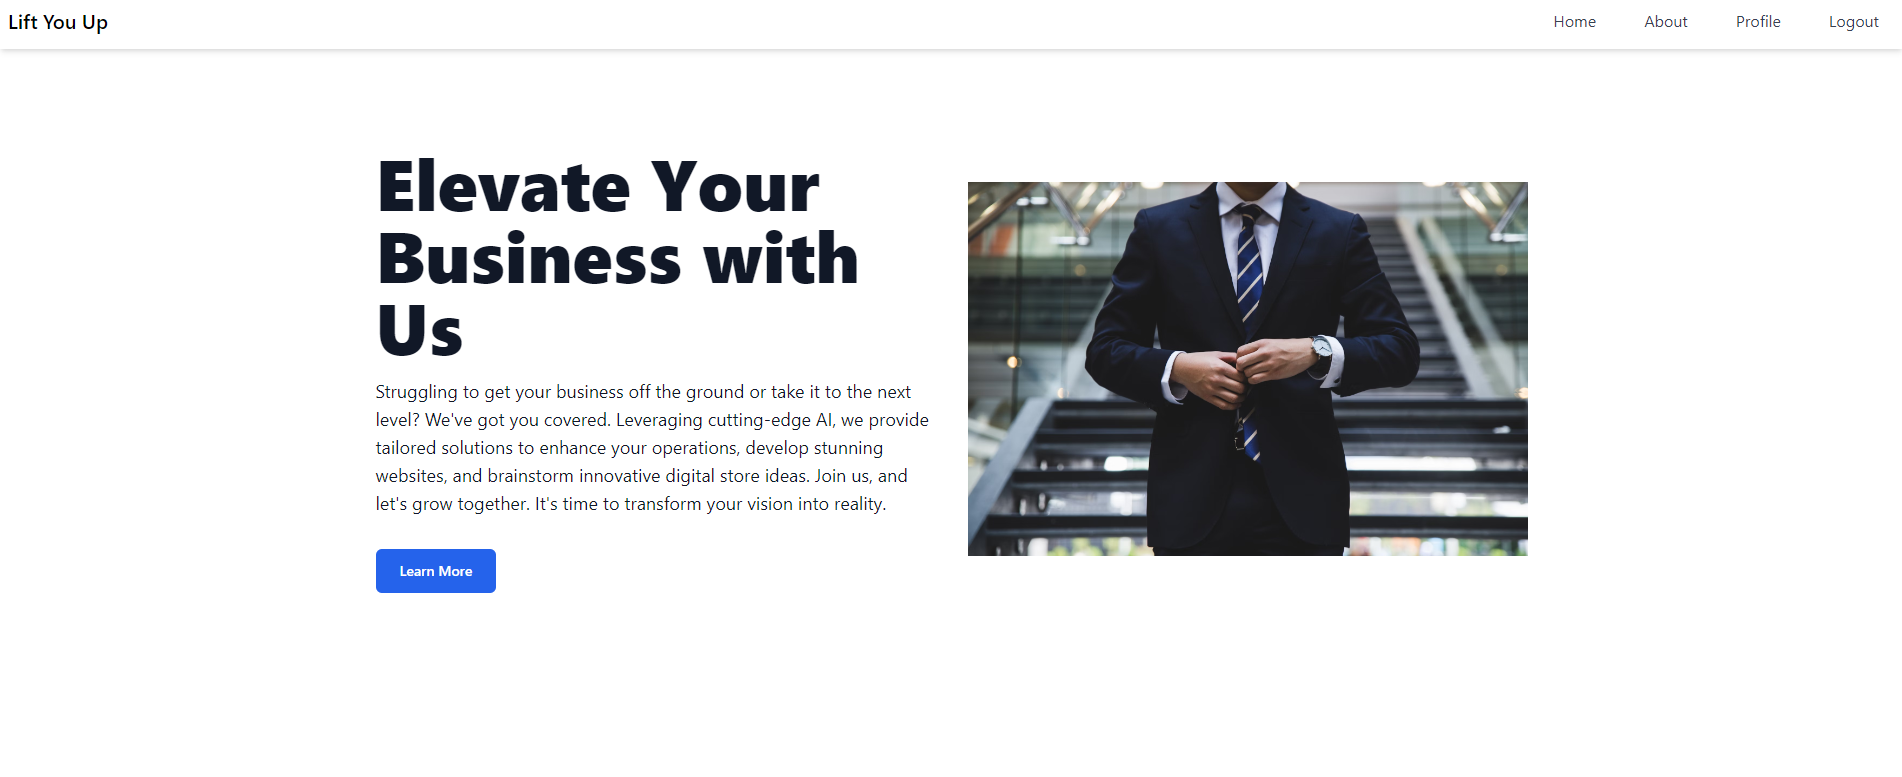 Lift You Up
Home
About
Profile
Logout
Elevate Your
Business with
Us
Struggling to get your business off the ground or take it to the next
level? We've got you covered. Leveraging cutting-edge AI, we provide
tailored solutions to enhance your operations, develop stunning
websites, and brainstorm innovative digital store ideas. Join us, and
let's grow together. It's time to transform your vision into reality.
Learn More